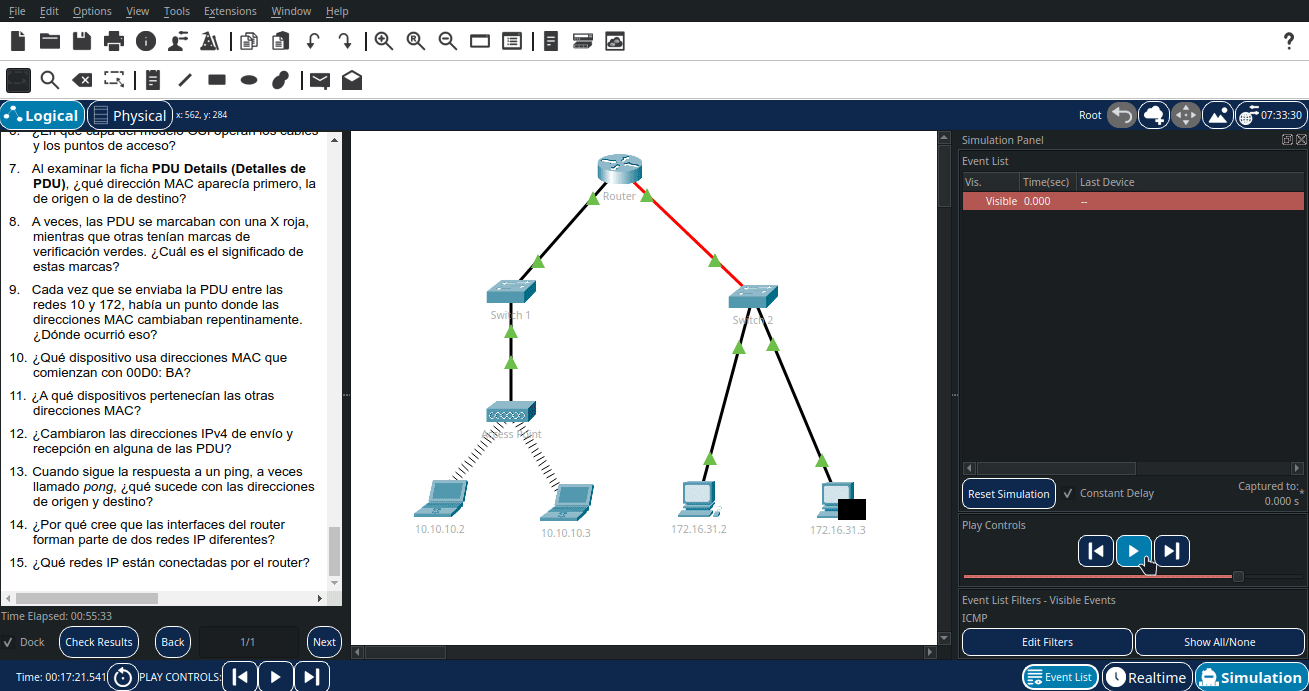 File Edit Options View Tools Extensions Window Help
?
Logical Physical x: 562, y: 284 Root 07:33:30
6. ¿En qué capa del modelo OSI operan los cables
y los puntos de acceso?
7. Al examinar la ficha PDU Details (Detalles de
PDU), ¿qué dirección MAC aparecía primero, la
de origen o la de destino?
8. A veces, las PDU se marcaban con una X roja,
mientras que otras tenían marcas de
verificación verdes. ¿Cuál es el significado de
estas marcas?
9. Cada vez que se enviaba la PDU entre las
redes 10 y 172, había un punto donde las
direcciones MAC cambiaban repentinamente.
¿Dónde ocurrió eso?
10. ¿Qué dispositivo usa direcciones MAC que
comienzan con 00D0: BA?
11. ¿A qué dispositivos pertenecían las otras
direcciones MAC?
12. ¿Cambiaron las direcciones IPv4 de envío y
recepción en alguna de las PDU?
13. Cuando sigue la respuesta a un ping, a veces
llamado pong, ¿qué sucede con las direcciones
de origen y destino?
14. ¿Por qué cree que las interfaces del router
forman parte de dos redes IP diferentes?
15. ¿Qué redes IP están conectadas por el router?
Time Elapsed: 00:55:33
Dock Check Results Back 1/1 Next
Router
Switch 1
Switch 2
Access Point
10.10.10.2
10.10.10.3
172.16.31.2
172.16.31.3
Simulation Panel
Event List
Vis. Time(sec) Last Device
Visible 0.000 --
Reset Simulation Constant Delay Captured to:*
0.000 s
Play Controls
Event List Filters - Visible Events
ICMP
Edit Filters Show All/None
Time: 00:17:21.541 PLAY CONTROLS: Event List Realtime Simulation